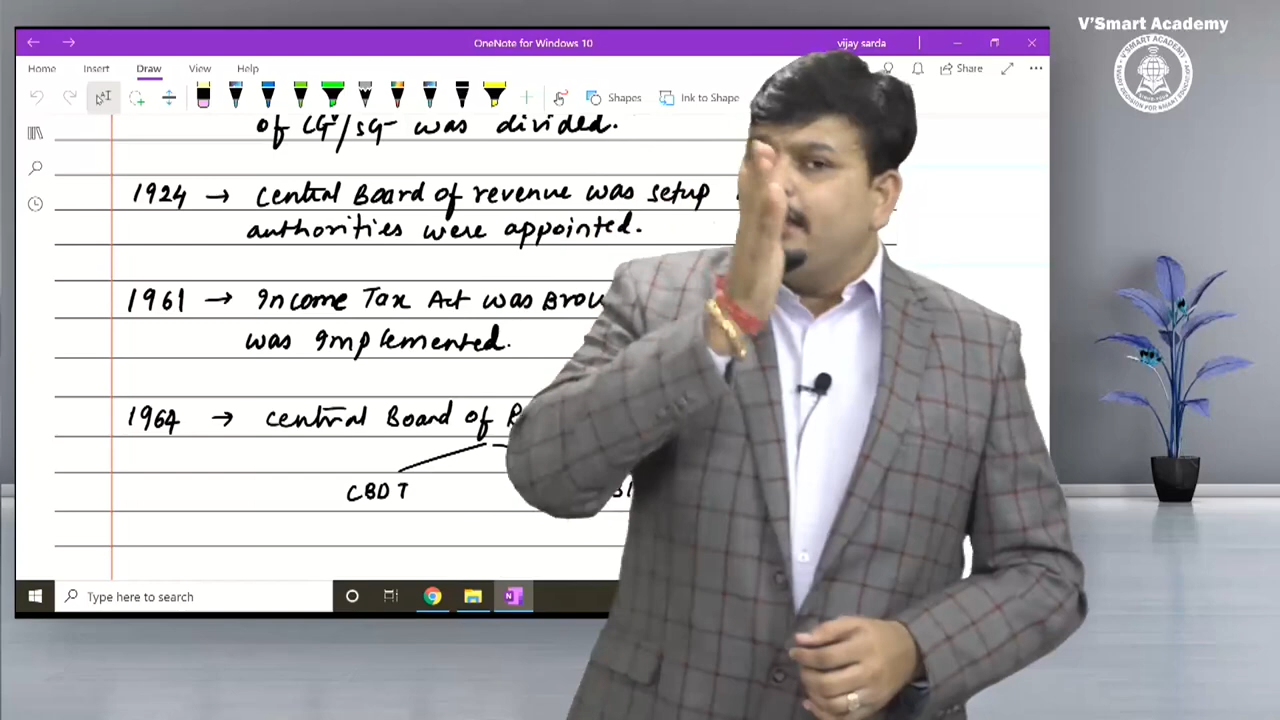 V'Smart Academy
OneNote for Windows 10
vijay sarda
Home Insert Draw View Help
Share
Shapes
Ink to Shape
of CG/SG was divided.
1924 → Central Board of revenue was setup
authorities were appointed.
1961 → Income Tax Act was
was Implemented.
1964 → Central Board of
CBDT
Type here to search